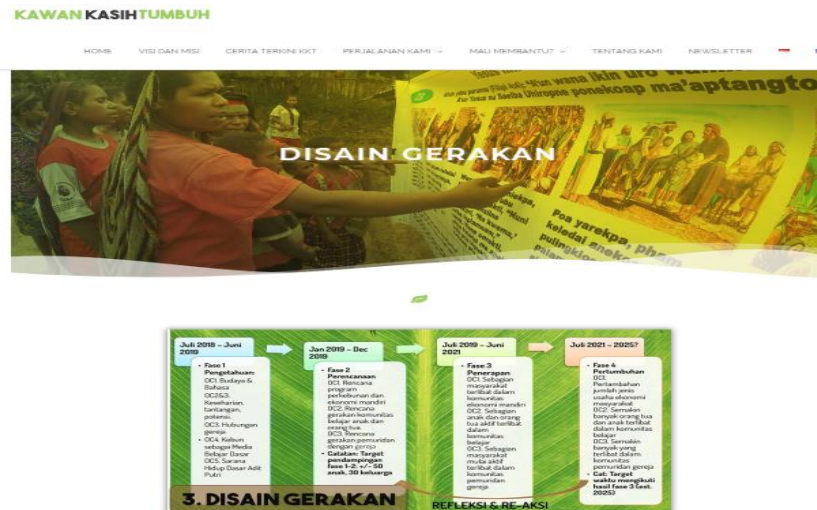 KAWAN KASIHTUMBUH
HOME VISI DAN MISI CERITA TERKINI KKT PERJALANAN KAMI MAU MEMBANTU? TENTANG KAMI NEWSLETTER
ponekoap ma'aptangto
DISAIN GERAKAN
Poa yarekpa,
keledai
Juli 2018 – Juni
2019
• Fase 1
Pengetahuan:
OC1. Budaya &
Bahasa
OC2&3.
Keseharian,
tantangan,
potensi.
OC3. Hubungan
gereja
• OC4. Kebun
sebagai Media
Belajar Dasar
OC5. Sarana
Hidup Dasar Adil
Putri
Jan 2019 – Dec
2019
• Fase 2
Perencanaan
OC1. Rencana
program
perkebunan dan
ekonomi mandiri
OC2. Rencana
gerakan komunitas
belajar anak dan
orang tua.
OC3. Rencana
gerakan pemuridan
dengan gereja
• Catatan: Target
pendampingan
fase 1-2: +/- 50
anak, 30 keluarga
Juli 2019 – Juni
2021
• Fase 3
Penerapan
OC1. Sebagian
masyarakat
terlibat dalam
komunitas
ekonomi mandiri
OC2. Sebagian
anak dan orang
tua aktif terlibat
dalam
komunitas
belajar
OC3. Sebagian
masyarakat
mulai aktif
terlibat dalam
komunitas
pemuridan
gereja
Juli 2021 – 2025?
• Fase 4
Pertumbuhan
OC1.
Pertambahan
jumlah jenis
usaha ekonomi
masyarakat
OC2. Semakin
banyak orang tua
dan anak terlibat
dalam komunitas
belajar
OC3. Semakin
banyak yang
terlibat dalam
komunitas
pemuridan gereja
• Cat: Target
waktu mengikuti
hasil Fase 3 (est.
2025)
3. DISAIN GERAKAN
REFLEKSI & RE-AKSI